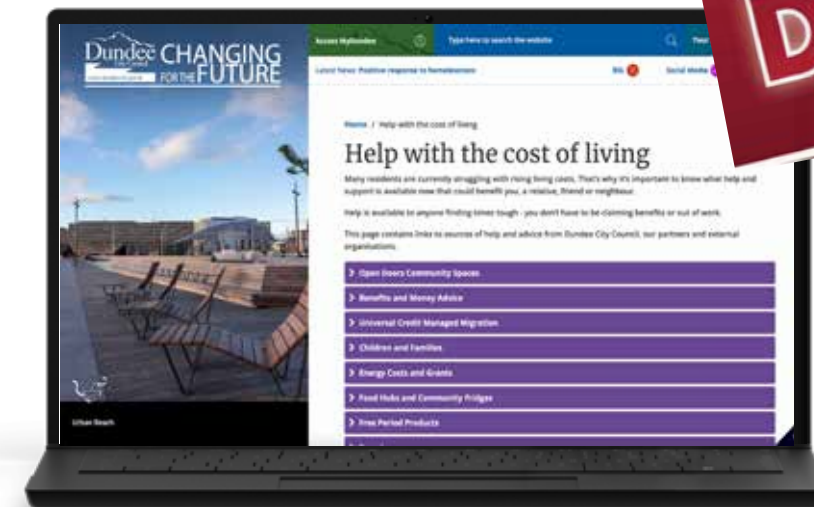 Dundee CHANGING
City Council
FOR THE FUTURE
Access MyDundee
Type here to search the website
Your
Latest News: Positive response to homelessness
BSL
Social Media
D
Home / Help with the cost of living
Help with the cost of living
Many residents are currently struggling with rising living costs. That's why it's important to know what help and
support is available now that could benefit you, a relative, friend or neighbour.
Help is available to anyone finding times tough - you don't have to be claiming benefits or out of work.
This page contains links to sources of help and advice from Dundee City Council, our partners and external
organisations.
> Open Doors Community Spaces
> Benefits and Money Advice
> Universal Credit Managed Migration
> Children and Families
> Energy Costs and Grants
> Food Hubs and Community Fridges
> Free Period Products
Urban Beach